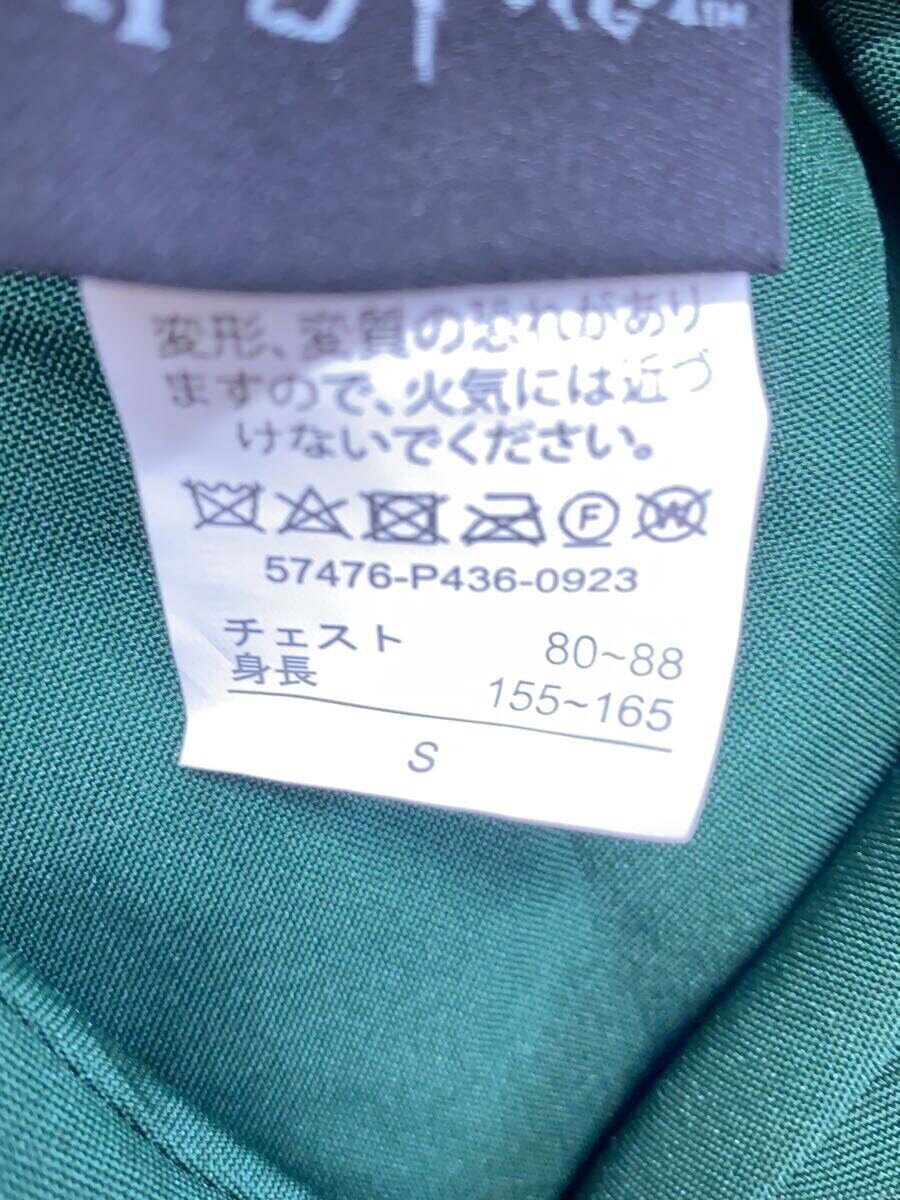 変形、変質の恐れがあり
ますので、火気には近づ
けないでください。
F W
57476-P436-0923
チェスト 80~88
身長 155~165
S